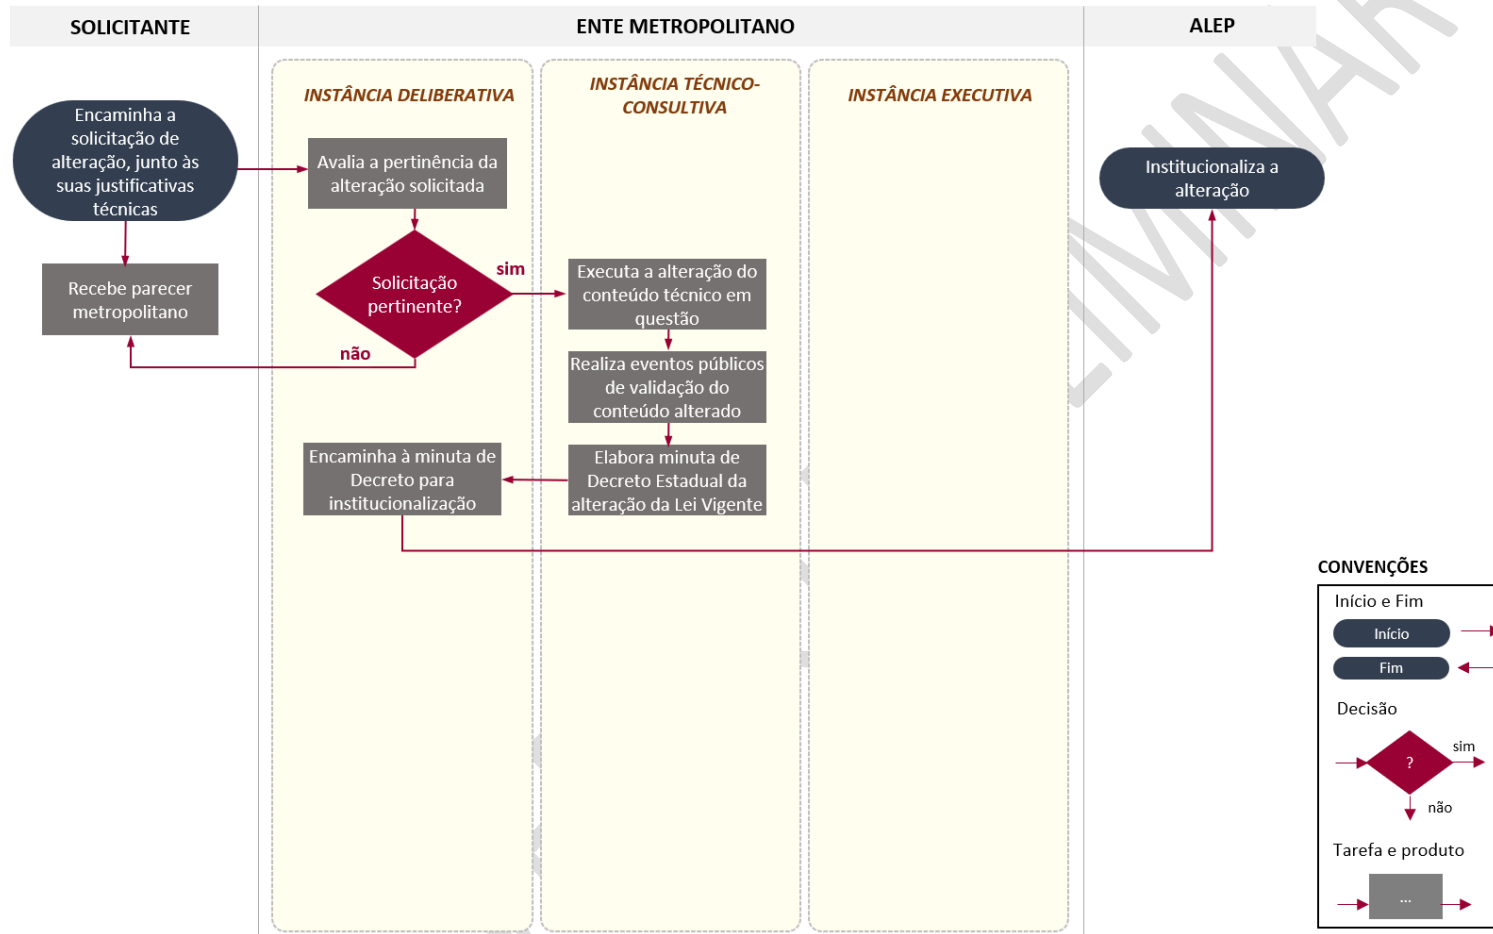 SOLICITANTE
ENTE METROPOLITANO
ALEP
INSTÂNCIA DELIBERATIVA
INSTÂNCIA TÉCNICO-
CONSULTIVA
INSTÂNCIA EXECUTIVA
Encaminha a
solicitação de
alteração, junto às
suas justificativas
técnicas
Avalia a pertinência da
alteração solicitada
Institucionaliza a
alteração
Recebe parecer
metropolitano
Solicitação
pertinente?
sim
não
Executa a alteração do
conteúdo técnico em
questão
Realiza eventos públicos
de validação do
conteúdo alterado
Elabora minuta de
Decreto Estadual da
alteração da Lei Vigente
Encaminha à minuta de
Decreto para
institucionalização
CONVENÇÕES
Início e Fim
Início
Fim
Decisão
?
sim
não
Tarefa e produto
...
LIMINAR